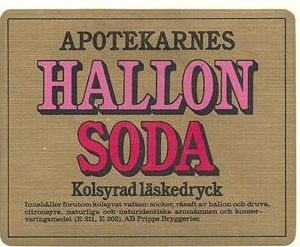 APOTEKARNES
HALLON
SODA
Kolsyrad läskedryck
Innehåller förutom kolsyrat vatten: socker, råsaft av hallon och druva,
citronsyra, naturliga och naturidentiska aromämnen och konser-
veringsmedel (E 211, E 202). AB Pripps Bryggerier.